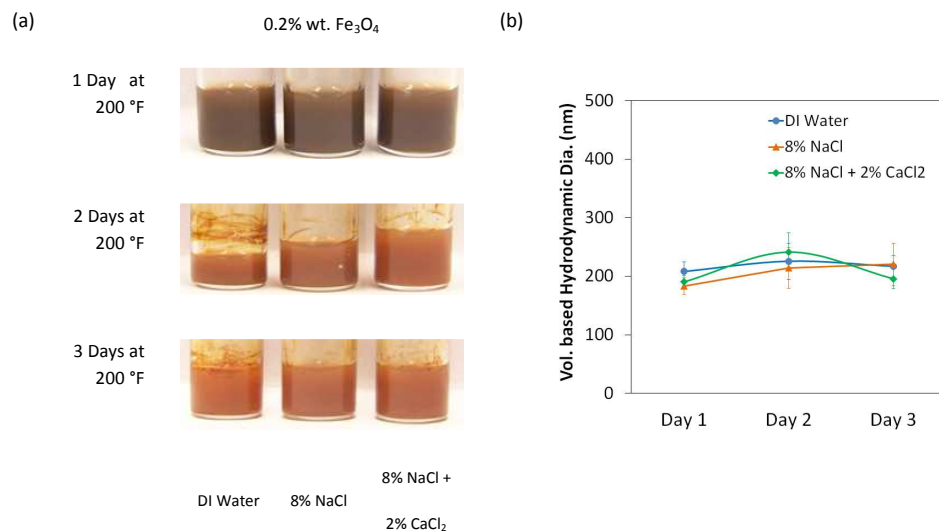 (a)
0.2% wt. Fe₃O₄
1 Day at
200 °F
2 Days at
200 °F
3 Days at
200 °F
DI Water
8% NaCl
8% NaCl +
2% CaCl₂
(b)
Vol. based Hydrodynamic Dia. (nm)
500
400
300
200
100
0
DI Water
8% NaCl
8% NaCl + 2% CaCl2
Day 1
Day 2
Day 3